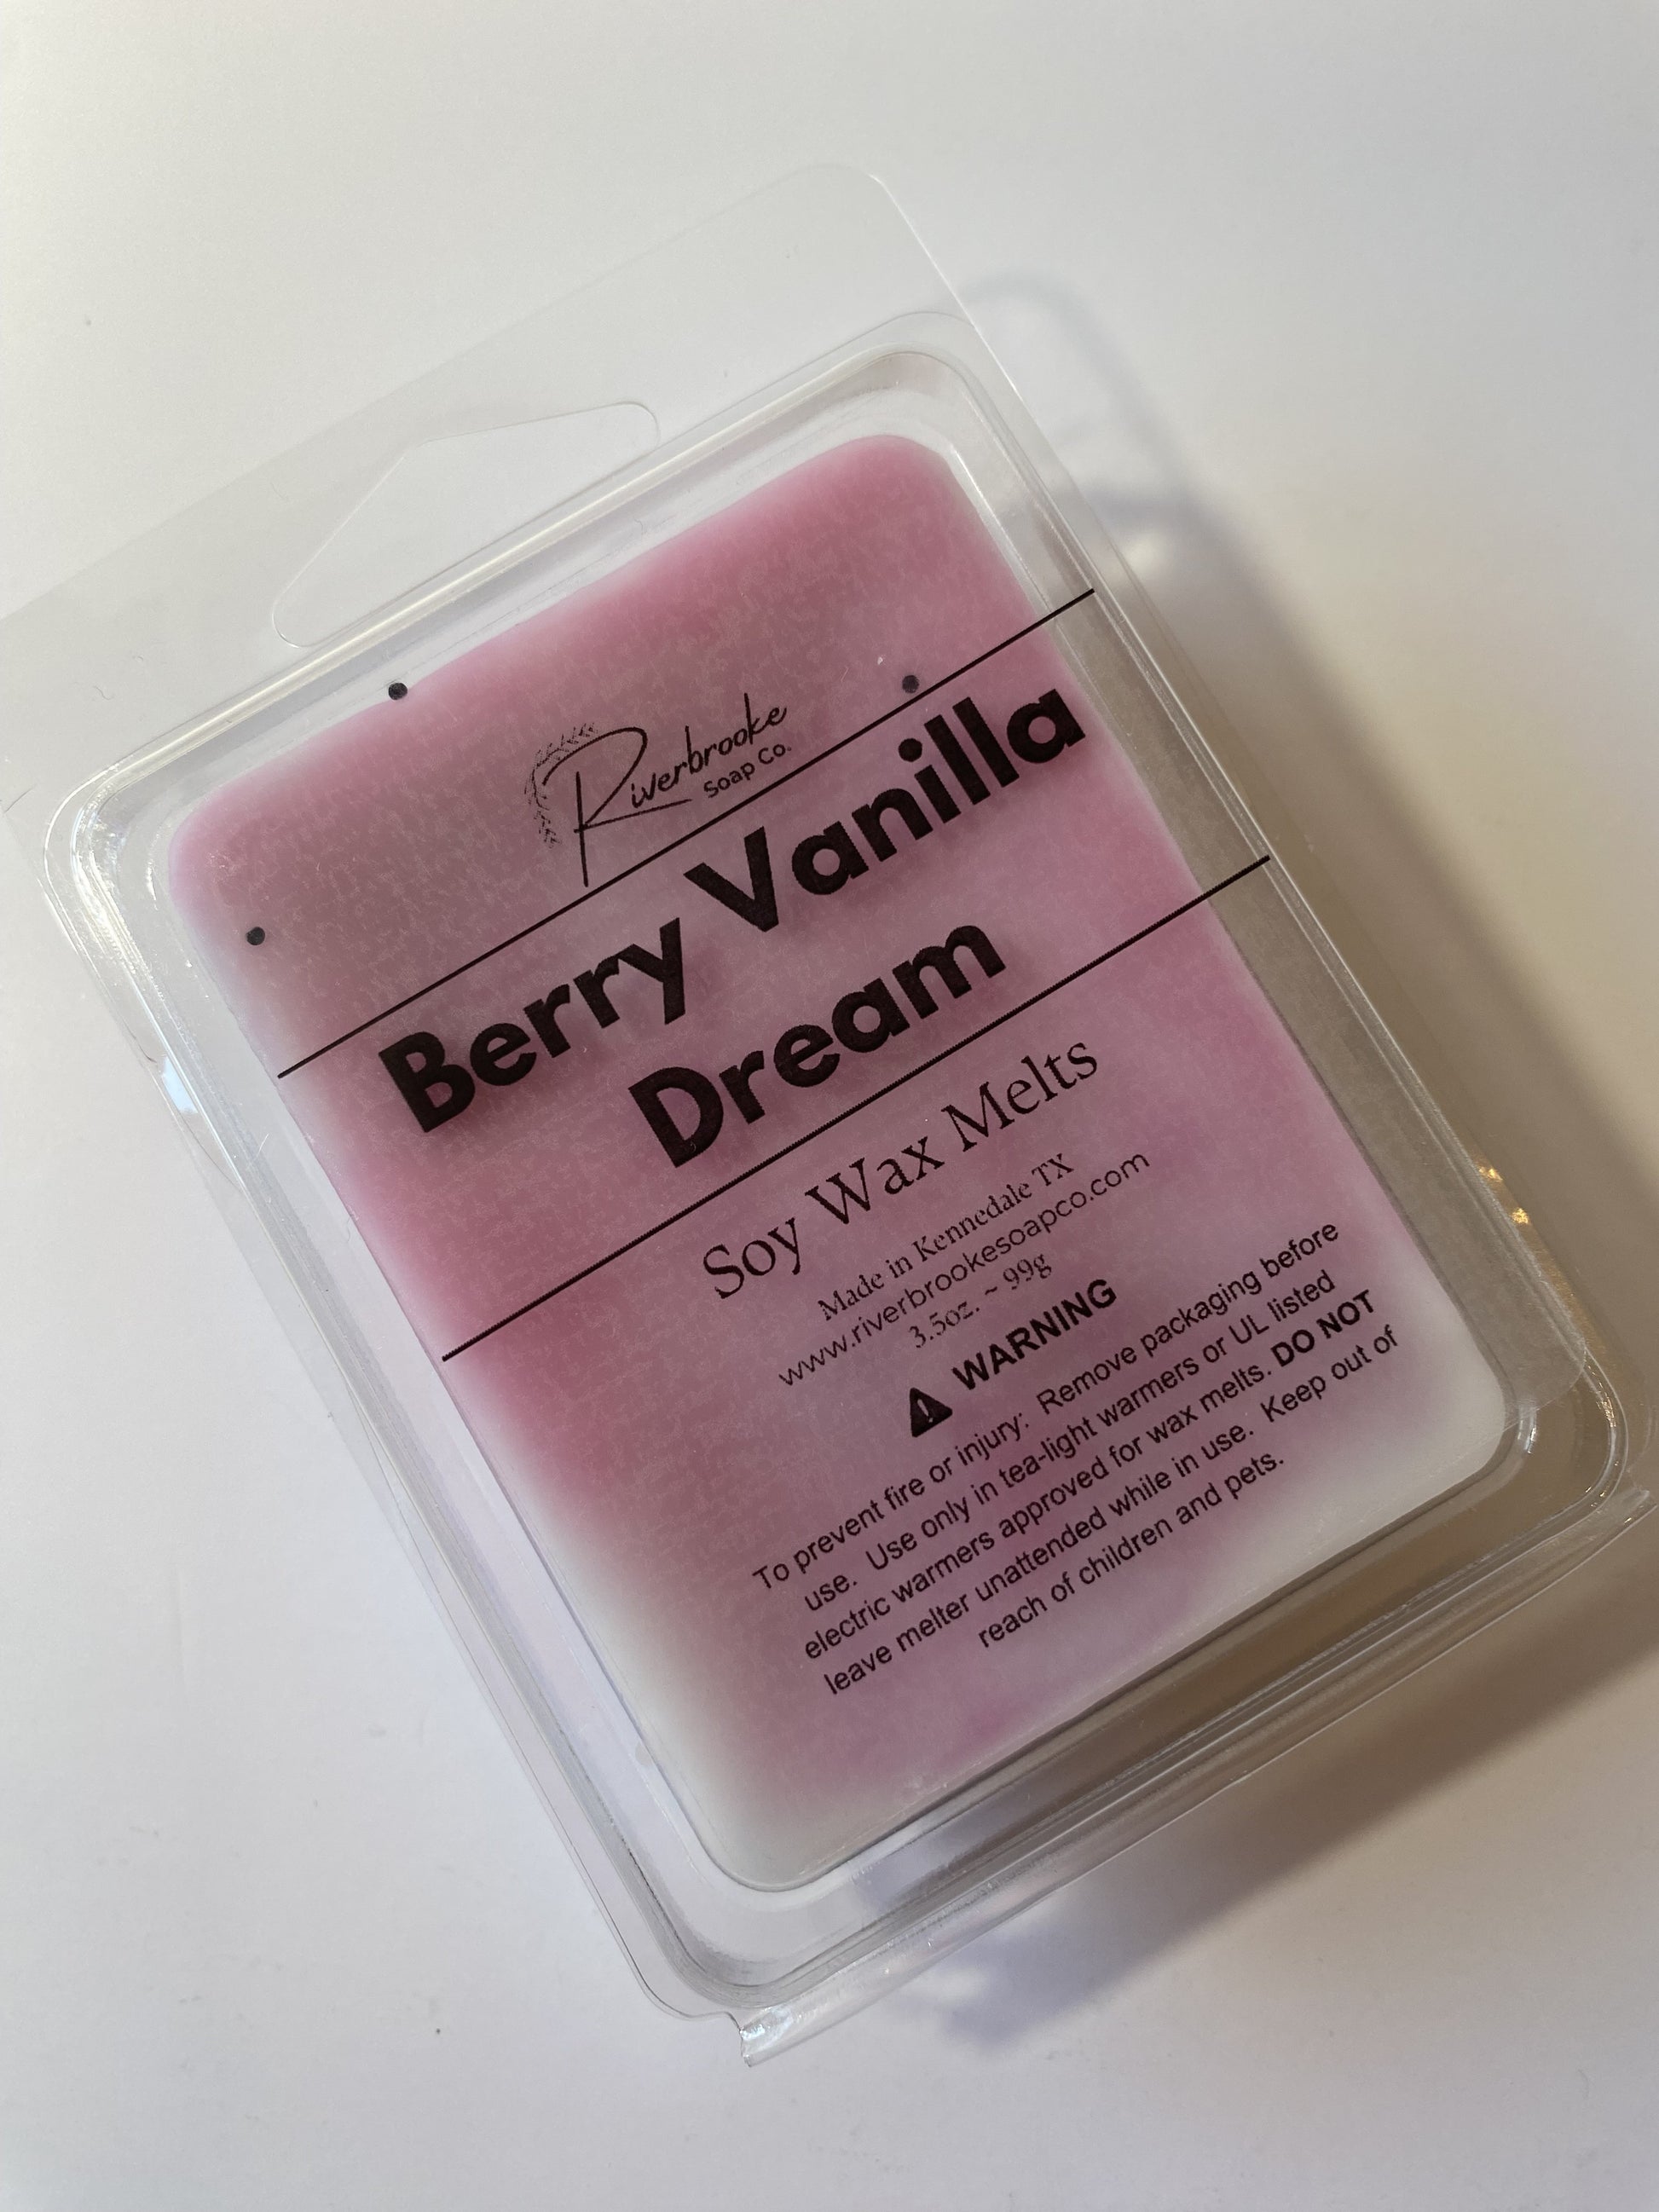 Riverbrooke
Soap Co.
Berry Vanilla
Dream
Soy Wax Melts
Made in Kennedale TX
www.riverbrookesoapco.com
3.5oz. ~ 99g
WARNING
To prevent fire or injury: Remove packaging before
use. Use only in tea-light warmers or UL listed
electric warmers approved for wax melts. DO NOT
leave melter unattended while in use. Keep out of
reach of children and pets.